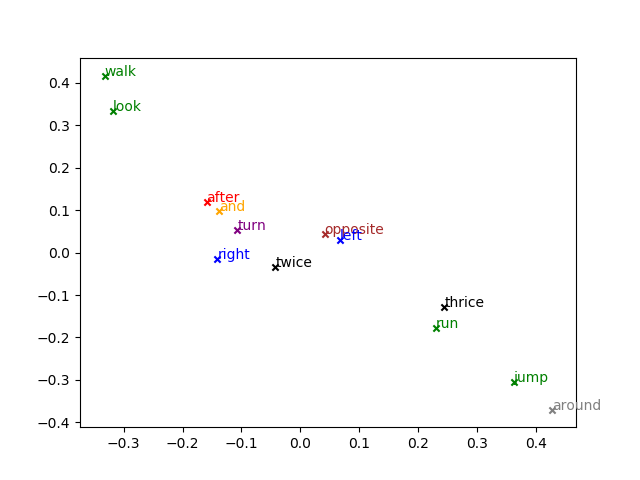 walk
look
after
and
turn
opposite
left
right
twice
thrice
run
jump
around
0.4
0.3
0.2
0.1
0.0
−0.1
−0.2
−0.3
−0.4
−0.3 −0.2 −0.1 0.0 0.1 0.2 0.3 0.4